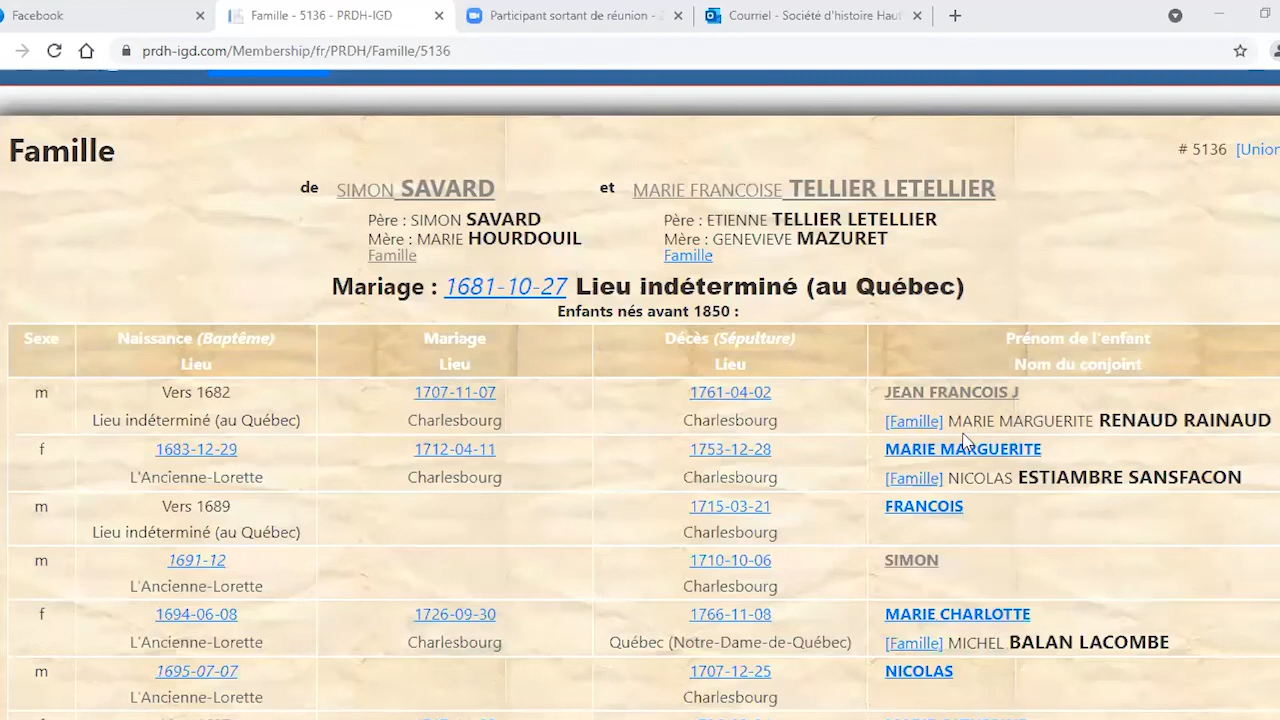 Facebook
Famille - 5136 - PRDH-IGD
Participant sortant de réunion -
Courriel - Société d'histoire Haut
prdh-igd.com/Membership/fr/PRDH/Famille/5136
Famille
# 5136 [Union
de SIMON SAVARD et MARIE FRANCOISE TELLIER LETELLIER
Père : SIMON SAVARD Père : ETIENNE TELLIER LETELLIER
Mère : MARIE HOURDOUIL Mère : GENEVIEVE MAZURET
Famille Famille
Mariage : 1681-10-27 Lieu indéterminé (au Québec)
Enfants nés avant 1850 :
Sexe Naissance (Baptême) Mariage Décès (Sépulture) Prénom de l'enfant
Lieu Lieu Lieu Nom du conjoint
m Vers 1682 1707-11-07 1761-04-02 JEAN FRANCOIS J
Lieu indéterminé (au Québec) Charlesbourg Charlesbourg [Famille] MARIE MARGUERITE RENAUD RAINAUD
f 1683-12-29 1712-04-11 1753-12-28 MARIE MARGUERITE
L'Ancienne-Lorette Charlesbourg Charlesbourg [Famille] NICOLAS ESTIAMBRE SANSFACON
m Vers 1689 1715-03-21 FRANCOIS
Lieu indéterminé (au Québec) Charlesbourg
m 1691-12 1710-10-06 SIMON
L'Ancienne-Lorette Charlesbourg
f 1694-06-08 1726-09-30 1766-11-08 MARIE CHARLOTTE
L'Ancienne-Lorette Charlesbourg Québec (Notre-Dame-de-Québec) [Famille] MICHEL BALAN LACOMBE
m 1695-07-07 1707-12-25 NICOLAS
L'Ancienne-Lorette Charlesbourg